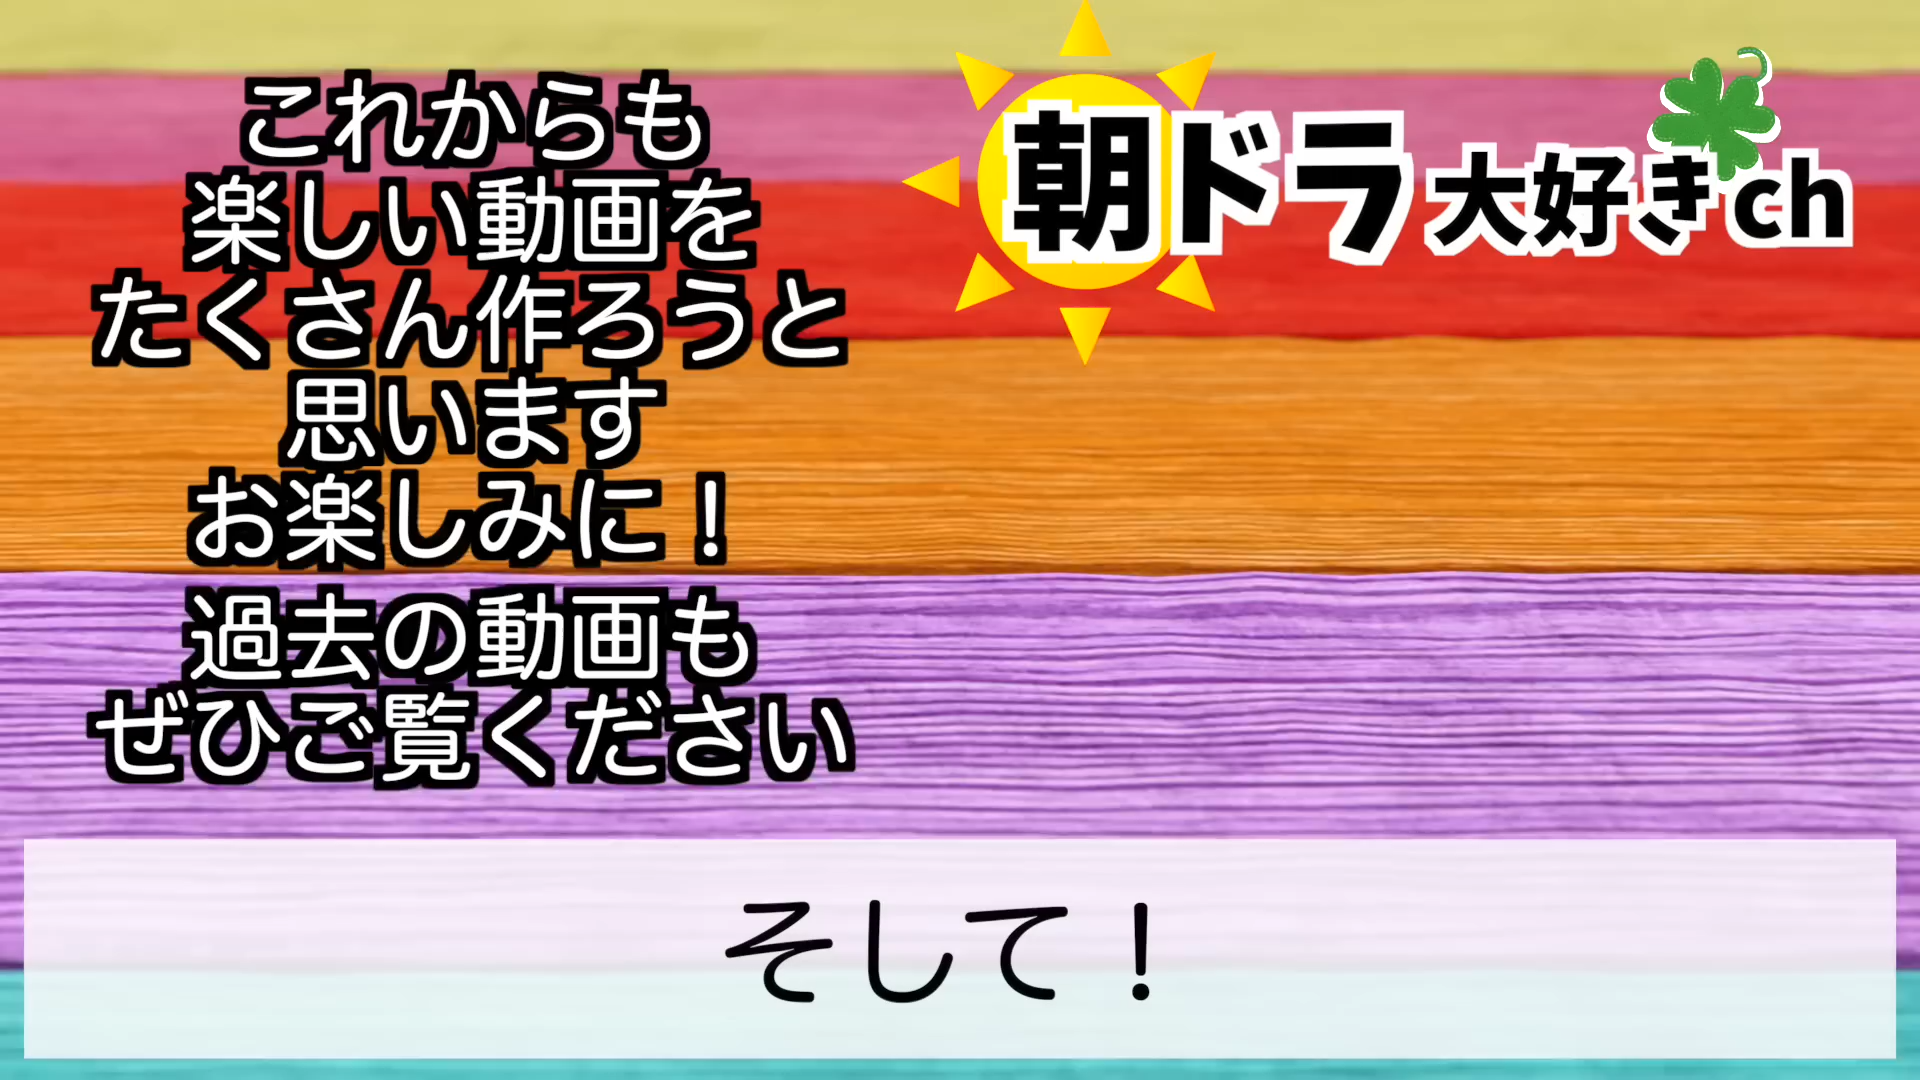 これからも
楽しい動画を
たくさん作ろうと
思います
お楽しみに！
過去の動画も
ぜひご覧ください
朝ドラ大好きch
そして！